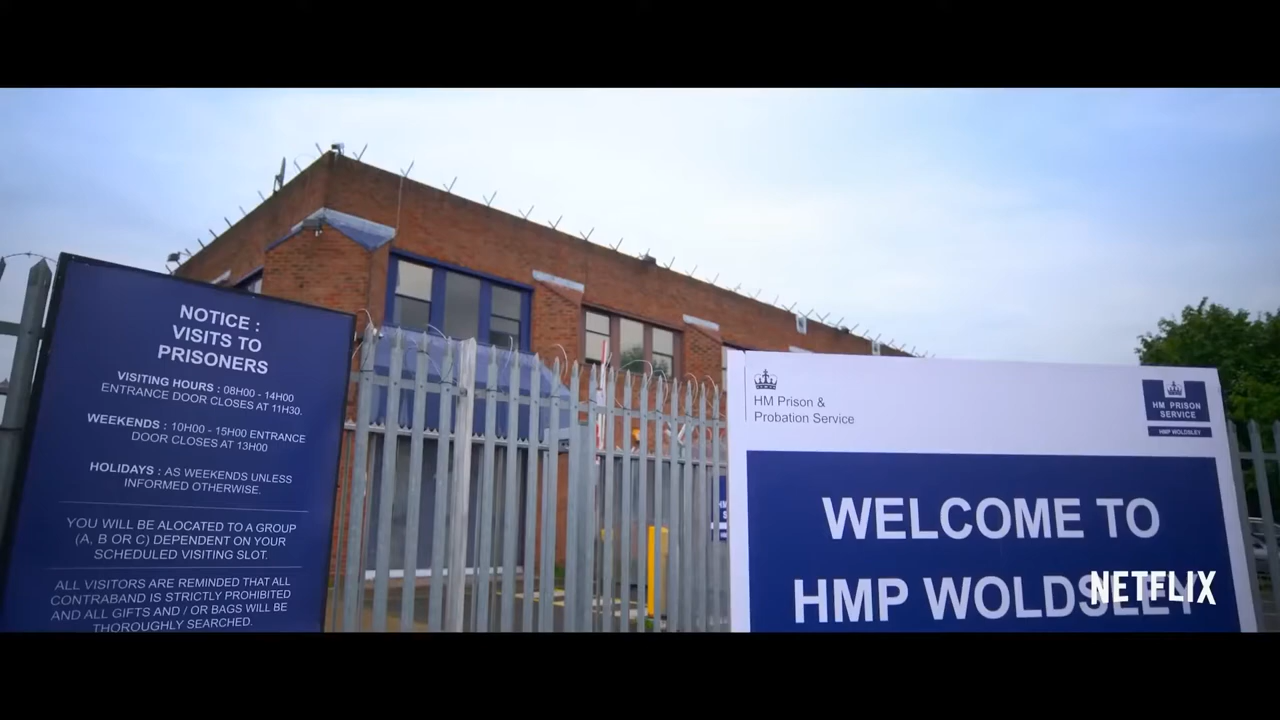 NOTICE :
VISITS TO
PRISONERS
VISITING HOURS : 08H00 - 14H00
ENTRANCE DOOR CLOSES AT 11H30.
WEEKENDS : 10H00 - 15H00 ENTRANCE
DOOR CLOSES AT 13H00
HOLIDAYS : AS WEEKENDS UNLESS
INFORMED OTHERWISE.
YOU WILL BE ALOCATED TO A GROUP
(A, B OR C) DEPENDENT ON YOUR
SCHEDULED VISITING SLOT.
ALL VISITORS ARE REMINDED THAT ALL
CONTRABAND IS STRICTLY PROHIBITED
AND ALL GIFTS AND / OR BAGS WILL BE
THOROUGHLY SEARCHED.
HM Prison &
Probation Service
HM PRISON
SERVICE
HMP WOLDSLEY
WELCOME TO
HMP WOLDSLEY
NETFLIX